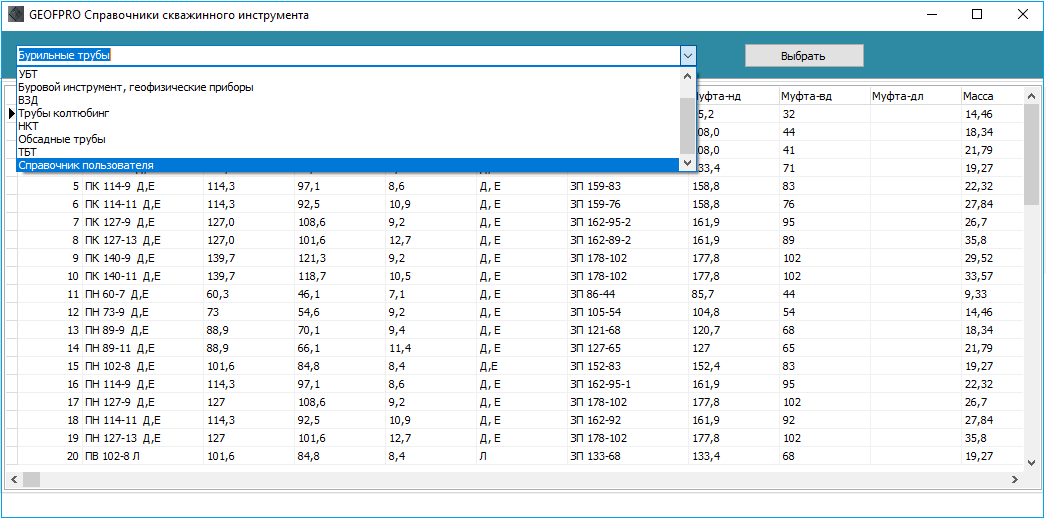 GEOFPRO Справочники скважинного инструмента
Бурильные трубы
Выбрать
УБТ
Буровой инструмент, геофизические приборы
ВЗД
Трубы колтюбинг
НКТ
Обсадные трубы
ТБТ
Справочник пользователя
уфта-нд Муфта-вд Муфта-дл Масса
5,2 32 14,46
08,0 44 18,34
08,0 41 21,79
33,4 71 19,27
5 ПК 114-9 Д,Е 114,3 97,1 8,6 Д, Е ЗП 159-83 158,8 83 22,32
6 ПК 114-11 Д,Е 114,3 92,5 10,9 Д, Е ЗП 159-76 158,8 76 27,84
7 ПК 127-9 Д,Е 127,0 108,6 9,2 Д, Е ЗП 162-95-2 161,9 95 26,7
8 ПК 127-13 Д,Е 127,0 101,6 12,7 Д, Е ЗП 162-89-2 161,9 89 35,8
9 ПК 140-9 Д,Е 139,7 121,3 9,2 Д, Е ЗП 178-102 177,8 102 29,52
10 ПК 140-11 Д,Е 139,7 118,7 10,5 Д, Е ЗП 178-102 177,8 102 33,57
11 ПН 60-7 Д,Е 60,3 46,1 7,1 Д, Е ЗП 86-44 85,7 44 9,33
12 ПН 73-9 Д,Е 73 54,6 9,2 Д, Е ЗП 105-54 104,8 54 14,46
13 ПН 89-9 Д,Е 88,9 70,1 9,4 Д, Е ЗП 121-68 120,7 68 18,34
14 ПН 89-11 Д,Е 88,9 66,1 11,4 Д, Е ЗП 127-65 127 65 21,79
15 ПН 102-8 Д,Е 101,6 84,8 8,4 Д,Е ЗП 152-83 152,4 83 19,27
16 ПН 114-9 Д,Е 114,3 97,1 8,6 Д, Е ЗП 162-95-1 161,9 95 22,32
17 ПН 127-9 Д,Е 127 108,6 9,2 Д, Е ЗП 178-102 177,8 102 26,7
18 ПН 114-11 Д,Е 114,3 92,5 10,9 Д, Е ЗП 162-92 161,9 92 27,84
19 ПН 127-13 Д,Е 127 101,6 12,7 Д, Е ЗП 178-102 177,8 102 35,8
20 ПВ 102-8 Л 101,6 84,8 8,4 Л ЗП 133-68 133,4 68 19,27